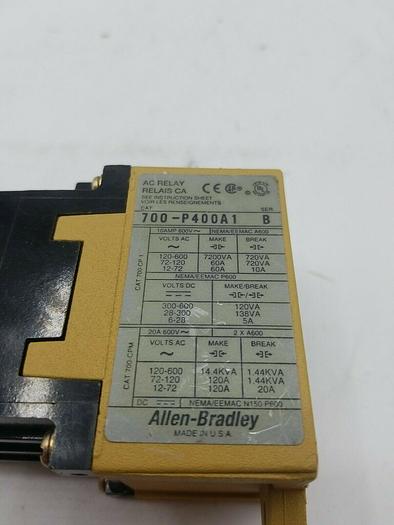 AC RELAY
RELAIS CA
SEE INSTRUCTION SHEET
VOIR LES RENSEIGNEMENTS
CAT SER
700-P400A1 B
10AMP 600V~ NEMA/EEMAC A600
VOLTS AC MAKE BREAK
~
120-600 7200VA 720VA
72-120 60A 720VA
12-72 60A 10A
NEMA/EEMAC P600
VOLTS DC MAKE/BREAK
300-600 120VA
28-300 138VA
6-28 5A
CAT 700-CP1
20A 600V~ 2 X A600
VOLTS AC MAKE BREAK
~
120-600 14.4KVA 1.44KVA
72-120 120A 1.44KVA
12-72 120A 20A
CAT 700-CPM
DC NEMA/EEMAC N150 P600
Allen-Bradley
MADE IN U.S.A.